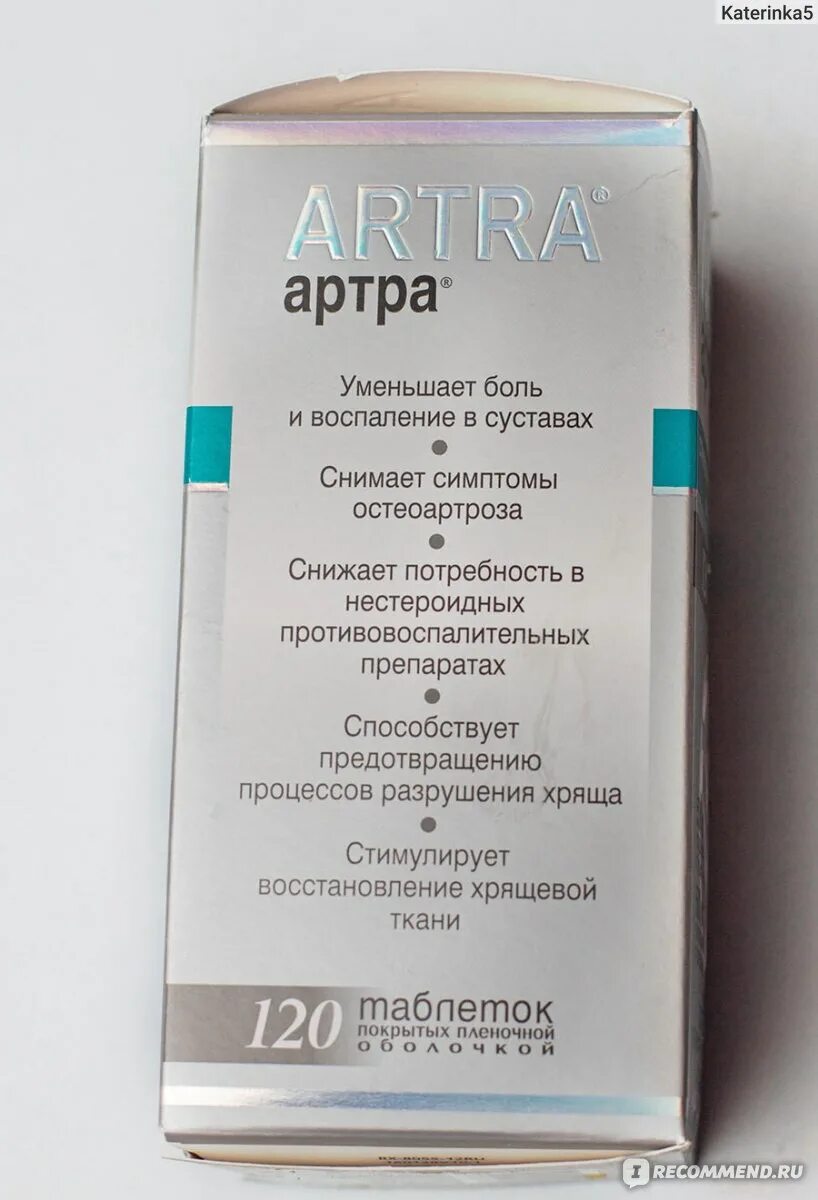 Katerinka5
ARTRA®
артра®
Уменьшает боль
и воспаление в суставах
Снимает симптомы
остеоартроза
Снижает потребность в
нестероидных
противовоспалительных
препаратах
Способствует
предотвращению
процессов разрушения хряща
Стимулирует
восстановление хрящевой
ткани
120 таблеток
покрытых пленочной
оболочкой
IRECOMMEND.RU